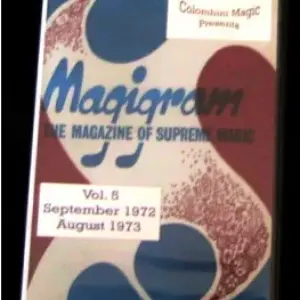 Colombini Magic
Presents
Magigram
THE MAGAZINE OF SUPREME MAGIC
Vol. 5
September 1972
August 1973